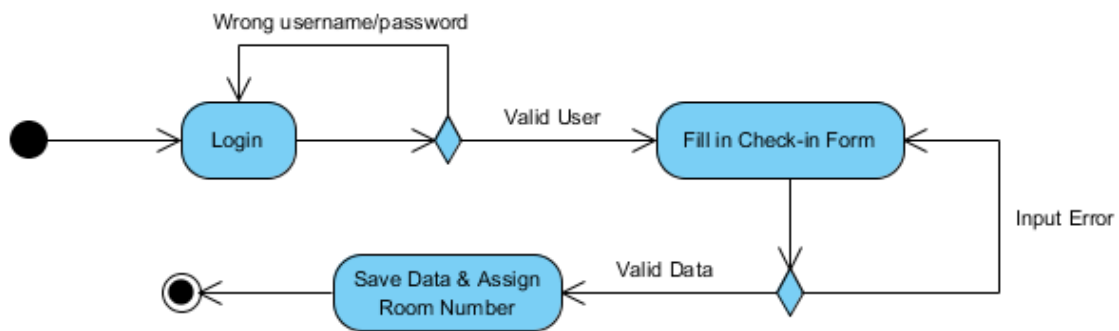 Wrong username/password
Login
Valid User
Fill in Check-in Form
Input Error
Valid Data
Save Data & Assign
Room Number